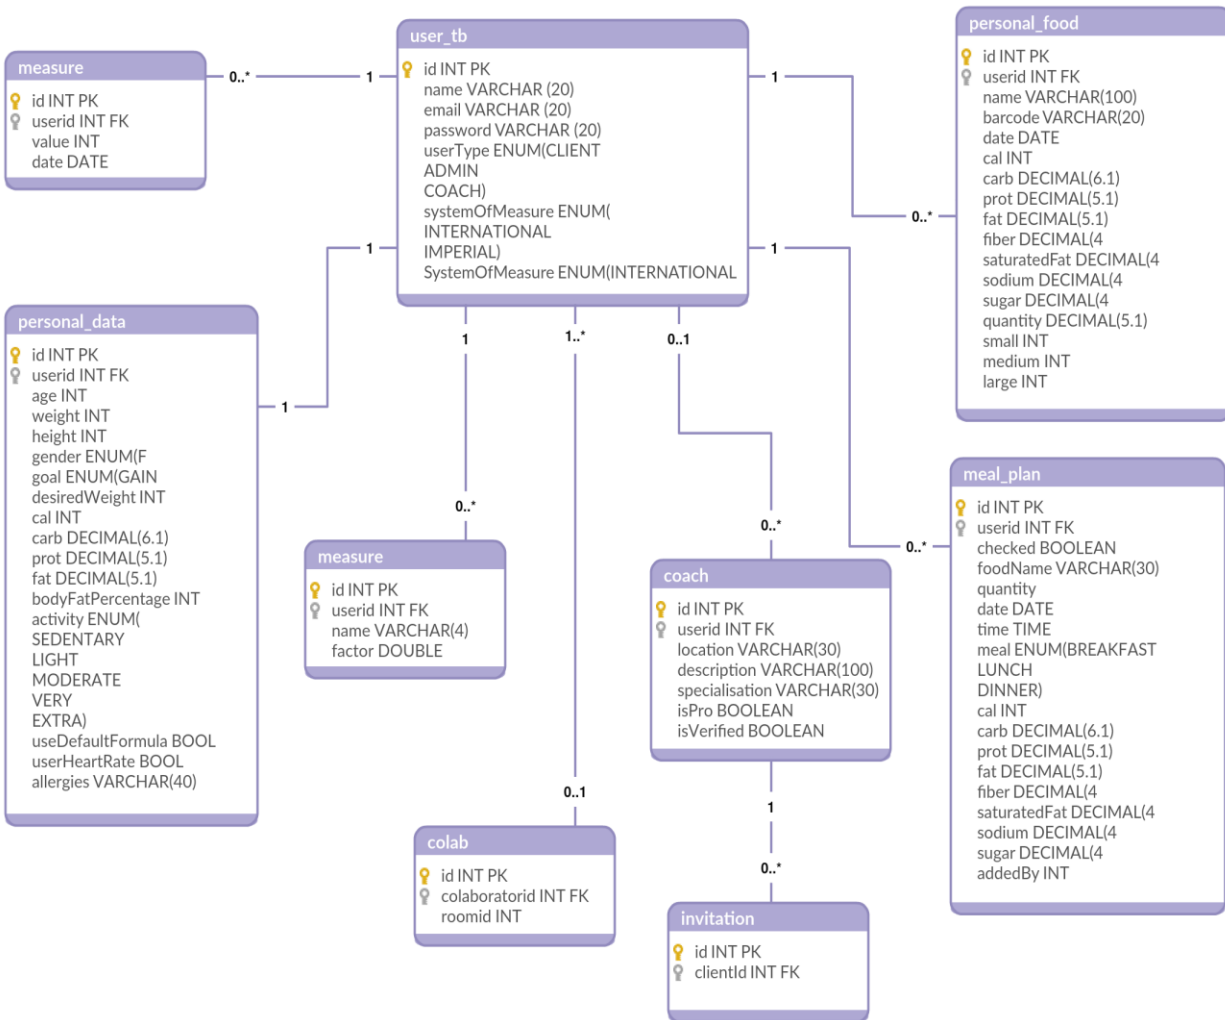 user_tb
id INT PK
name VARCHAR (20)
email VARCHAR (20)
password VARCHAR (20)
userType ENUM(CLIENT
ADMIN
COACH)
systemOfMeasure ENUM(
INTERNATIONAL
IMPERIAL)
SystemOfMeasure ENUM(INTERNATIONAL
measure
id INT PK
userid INT FK
value INT
date DATE
0..*
1
1
0..*
personal_food
id INT PK
userid INT FK
name VARCHAR(100)
barcode VARCHAR(20)
date DATE
cal INT
carb DECIMAL(6.1)
prot DECIMAL(5.1)
fat DECIMAL(5.1)
fiber DECIMAL(4
saturatedFat DECIMAL(4
sodium DECIMAL(4
sugar DECIMAL(4
quantity DECIMAL(5.1)
small INT
medium INT
large INT
1
1
personal_data
id INT PK
userid INT FK
age INT
weight INT
height INT
gender ENUM(F
goal ENUM(GAIN
desiredWeight INT
cal INT
carb DECIMAL(6.1)
prot DECIMAL(5.1)
fat DECIMAL(5.1)
bodyFatPercentage INT
activity ENUM(
SEDENTARY
LIGHT
MODERATE
VERY
EXTRA)
useDefaultFormula BOOL
userHeartRate BOOL
allergies VARCHAR(40)
1
0..*
measure
id INT PK
userid INT FK
name VARCHAR(4)
factor DOUBLE
1..*
0..1
colab
id INT PK
colaboratorid INT FK
roomid INT
0..1
0..*
coach
id INT PK
userid INT FK
location VARCHAR(30)
description VARCHAR(100)
specialisation VARCHAR(30)
isPro BOOLEAN
isVerified BOOLEAN
1
0..*
invitation
id INT PK
clientId INT FK
1
0..*
meal_plan
id INT PK
userid INT FK
checked BOOLEAN
foodName VARCHAR(30)
quantity
date DATE
time TIME
meal ENUM(BREAKFAST
LUNCH
DINNER)
cal INT
carb DECIMAL(6.1)
prot DECIMAL(5.1)
fat DECIMAL(5.1)
fiber DECIMAL(4
saturatedFat DECIMAL(4
sodium DECIMAL(4
sugar DECIMAL(4
addedBy INT